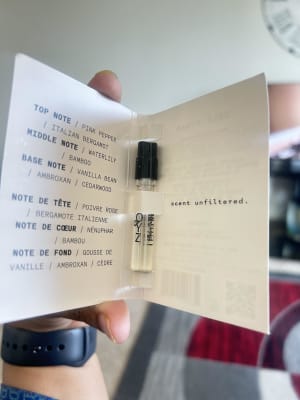 TOP NOTE / PINK PEPPER
/ ITALIAN BERGAMOT
MIDDLE NOTE / WATERLILY
/ BAMBOO
BASE NOTE / VANILLA BEAN
/ AMBROXAN / CEDARWOOD
NOTE DE TÊTE / POIVRE ROSE
/ BERGAMOTE ITALIENNE
NOTE DE CŒUR / NÉNUPHAR
/ BAMBOU
NOTE DE FOND / GOUSSE DE
VANILLE / AMBROXAN / CÈDRE
scent unfiltered.